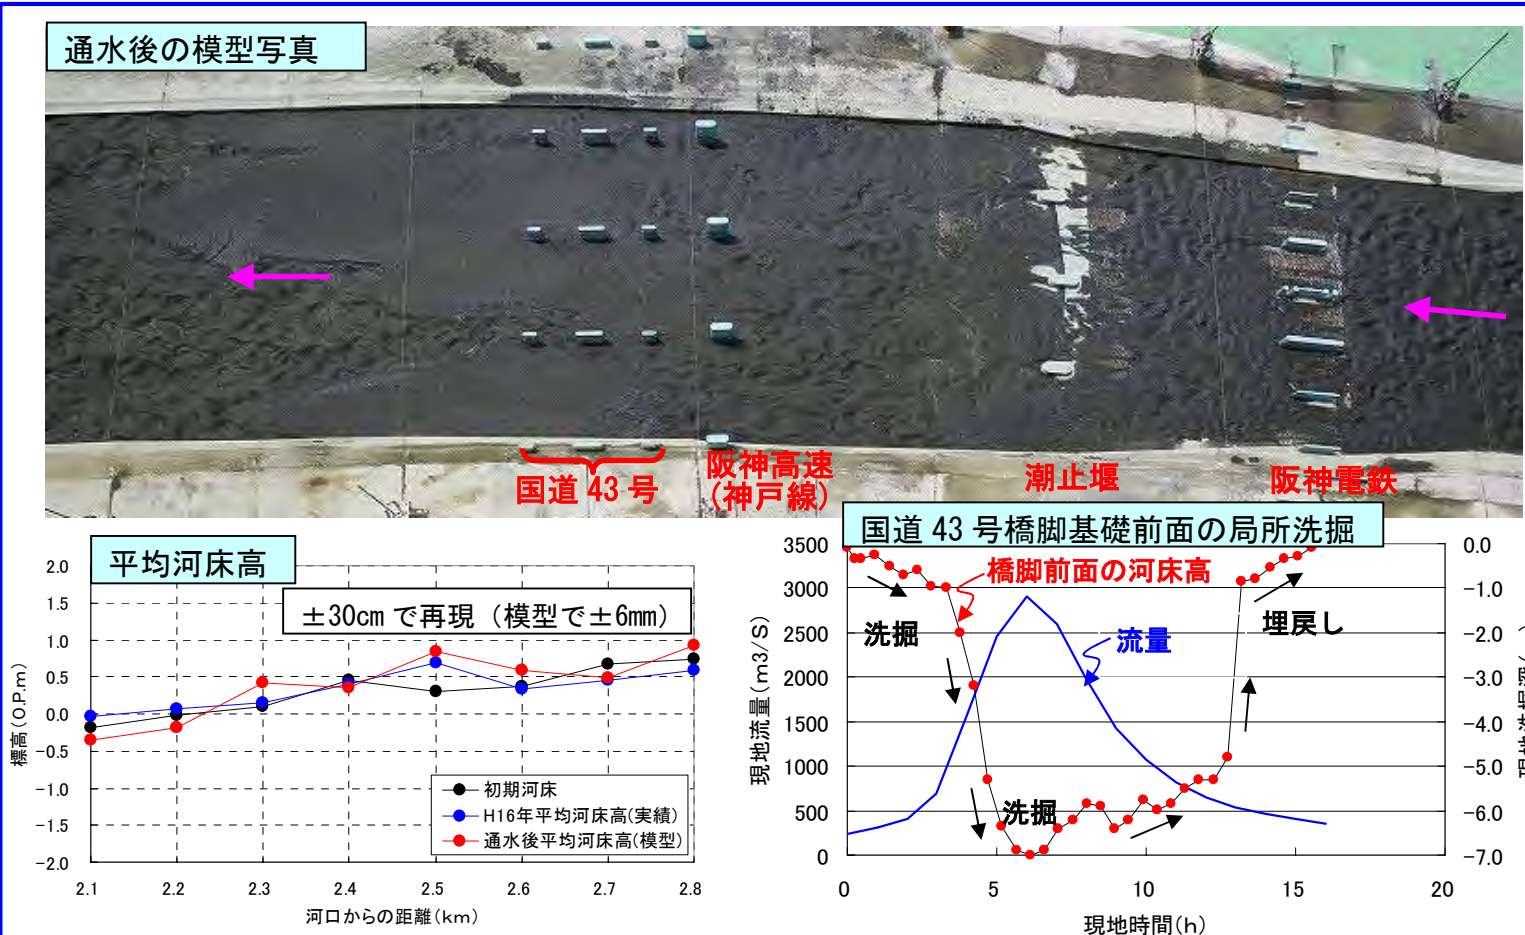 通水後の模型写真
国道 43 号
阪神高速
(神戸線)
潮止堰
阪神電鉄
平均河床高
±30cm で再現（模型で±6mm）
2.0
1.5
1.0
0.5
0.0
−0.5
−1.0
−1.5
−2.0
標高(O.P.m)
初期河床
H16年平均河床高(実績)
通水後平均河床高(模型)
2.1 2.2 2.3 2.4 2.5 2.6 2.7 2.8
河口からの距離(km)
国道 43 号橋脚基礎前面の局所洗掘
3500
3000
2500
2000
1500
1000
500
0
現地流量(m3/S)
橋脚前面の河床高
洗掘
流量
埋戻し
洗掘
0.0
−1.0
−2.0
−3.0
−4.0
−5.0
−6.0
−7.0
0 5 10 15 20
現地時間(h)